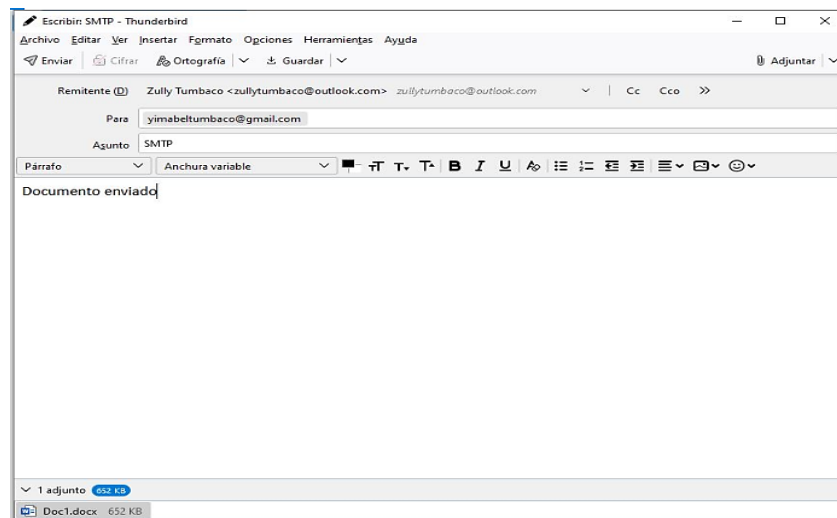 Escribir: SMTP - Thunderbird
Archivo Editar Ver Insertar Formato Opciones Herramientas Ayuda
Enviar Cifrar Ortografía Guardar Adjuntar
Remitente (D) Zully Tumbaco <zullytumbaco@outlook.com> zullytumbaco@outlook.com Cc Cco
Para yimabeltumbaco@gmail.com
Asunto SMTP
Párrafo Anchura variable
Documento enviado
1 adjunto 652 KB
Doc1.docx 652 KB